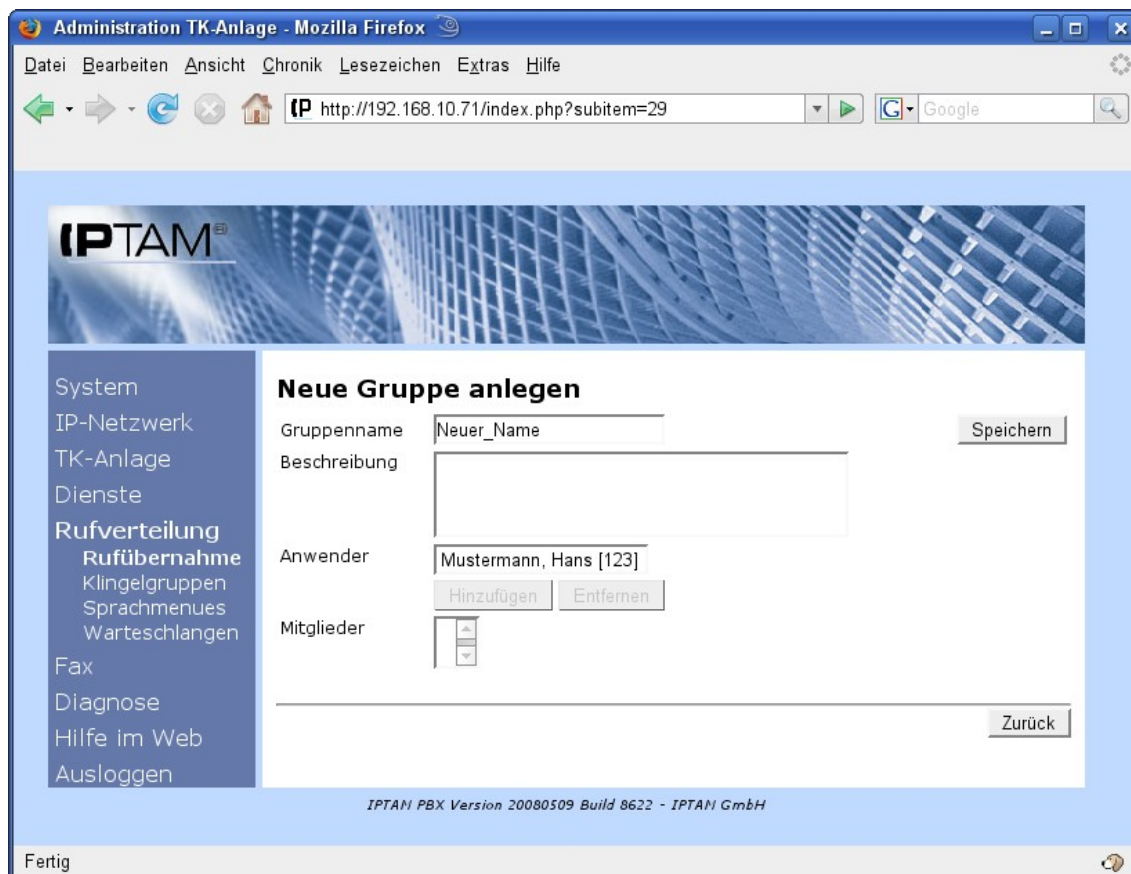 Administration TK-Anlage - Mozilla Firefox
Datei Bearbeiten Ansicht Chronik Lesezeichen Extras Hilfe
(P http://192.168.10.71/index.php?subitem=29 G Google
IPTAM®
System
IP-Netzwerk
TK-Anlage
Dienste
Rufverteilung
Rufübernahme
Klingelgruppen
Sprachmenues
Warteschlangen
Fax
Diagnose
Hilfe im Web
Ausloggen
Neue Gruppe anlegen
Gruppenname Neuer_Name Speichern
Beschreibung
Anwender Mustermann, Hans [123]
Hinzufügen Entfernen
Mitglieder
Zurück
IPTAM PBX Version 20080509 Build 8622 - IPTAM GmbH
Fertig